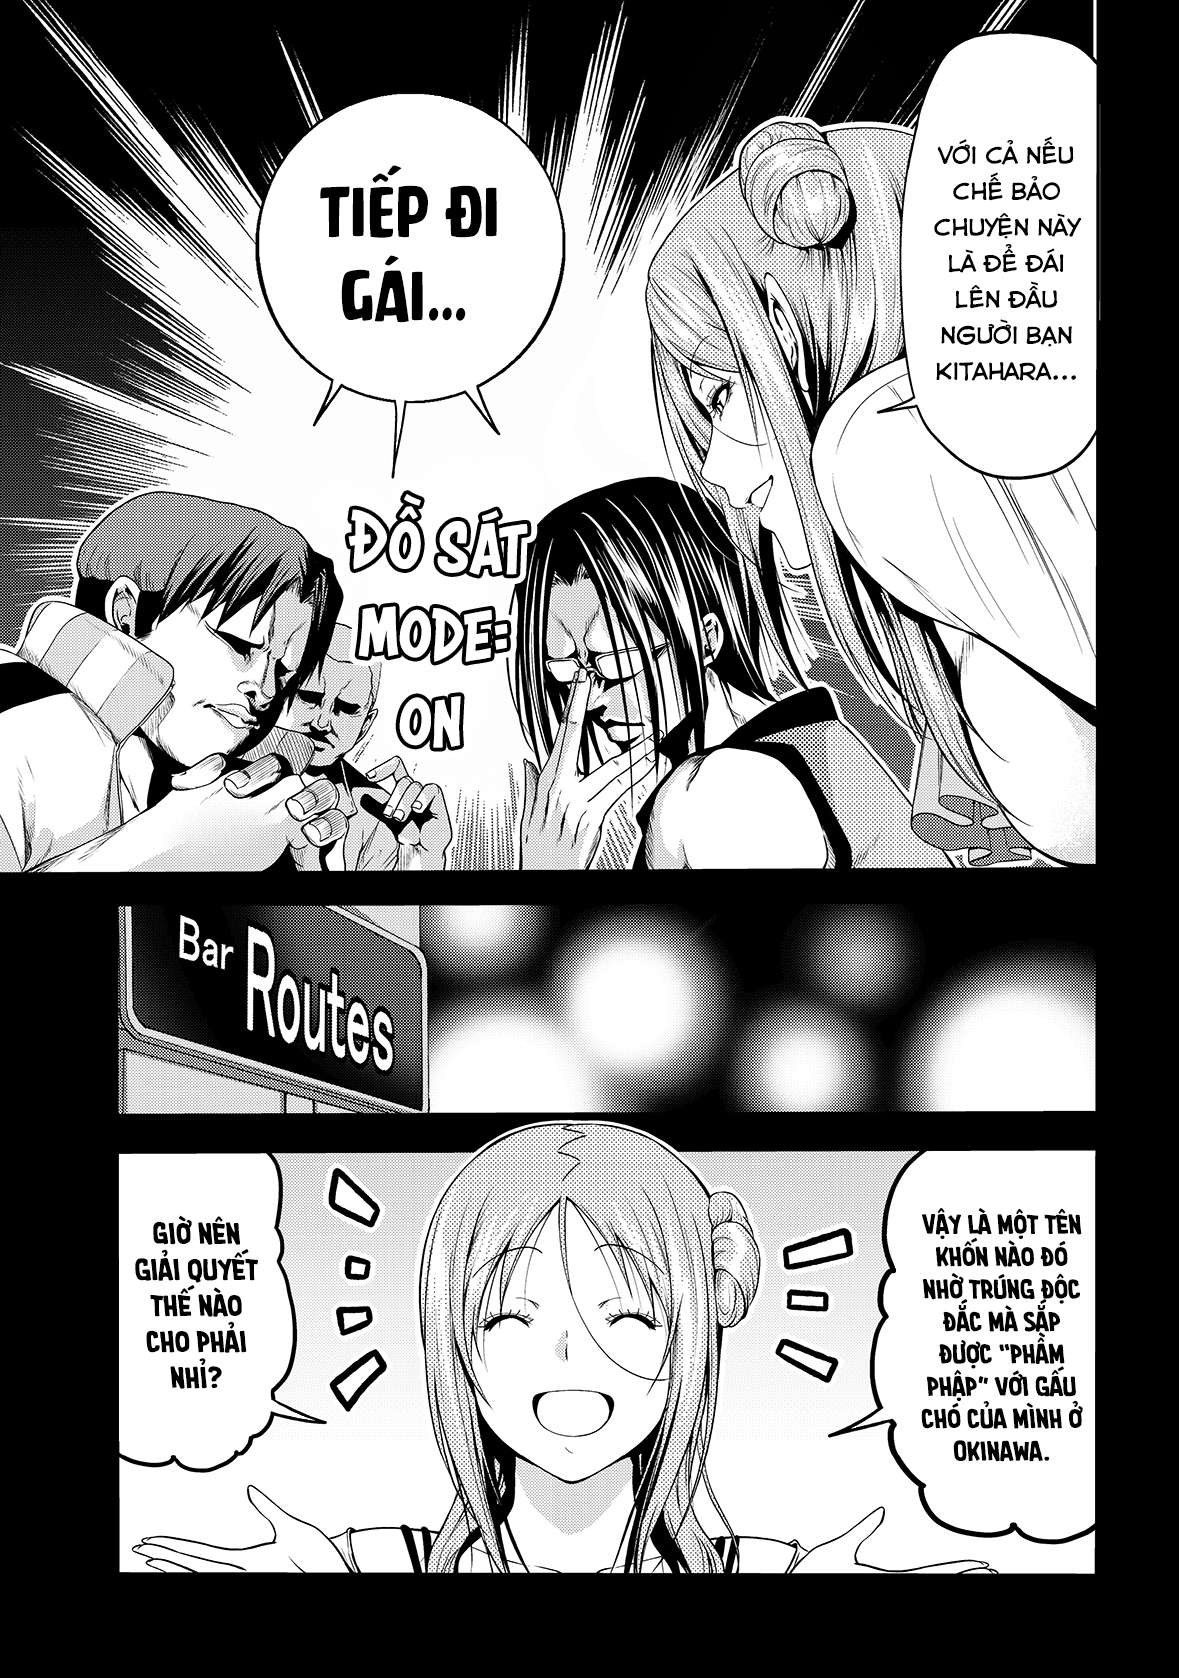 VỚI CẢ NẾU
CHẾ BẢO
CHUYỆN NÀY
LÀ ĐỂ ĐÁI
LÊN ĐẦU
NGƯỜI BẠN
KITAHARA...
TIẾP ĐI
GÁI...
ĐỒ SÁT
MODE:
ON
Bar Routes
VẬY LÀ MỘT TÊN
KHỐN NÀO ĐÓ
NHỜ TRÚNG ĐỘC
ĐẮC MÀ SẮP
ĐƯỢC "PHẦM
PHẬP" VỚI GẤU
CHÓ CỦA MÌNH Ở
OKINAWA.
GIỜ NÊN
GIẢI QUYẾT
THẾ NÀO
CHO PHẢI
NHỈ?